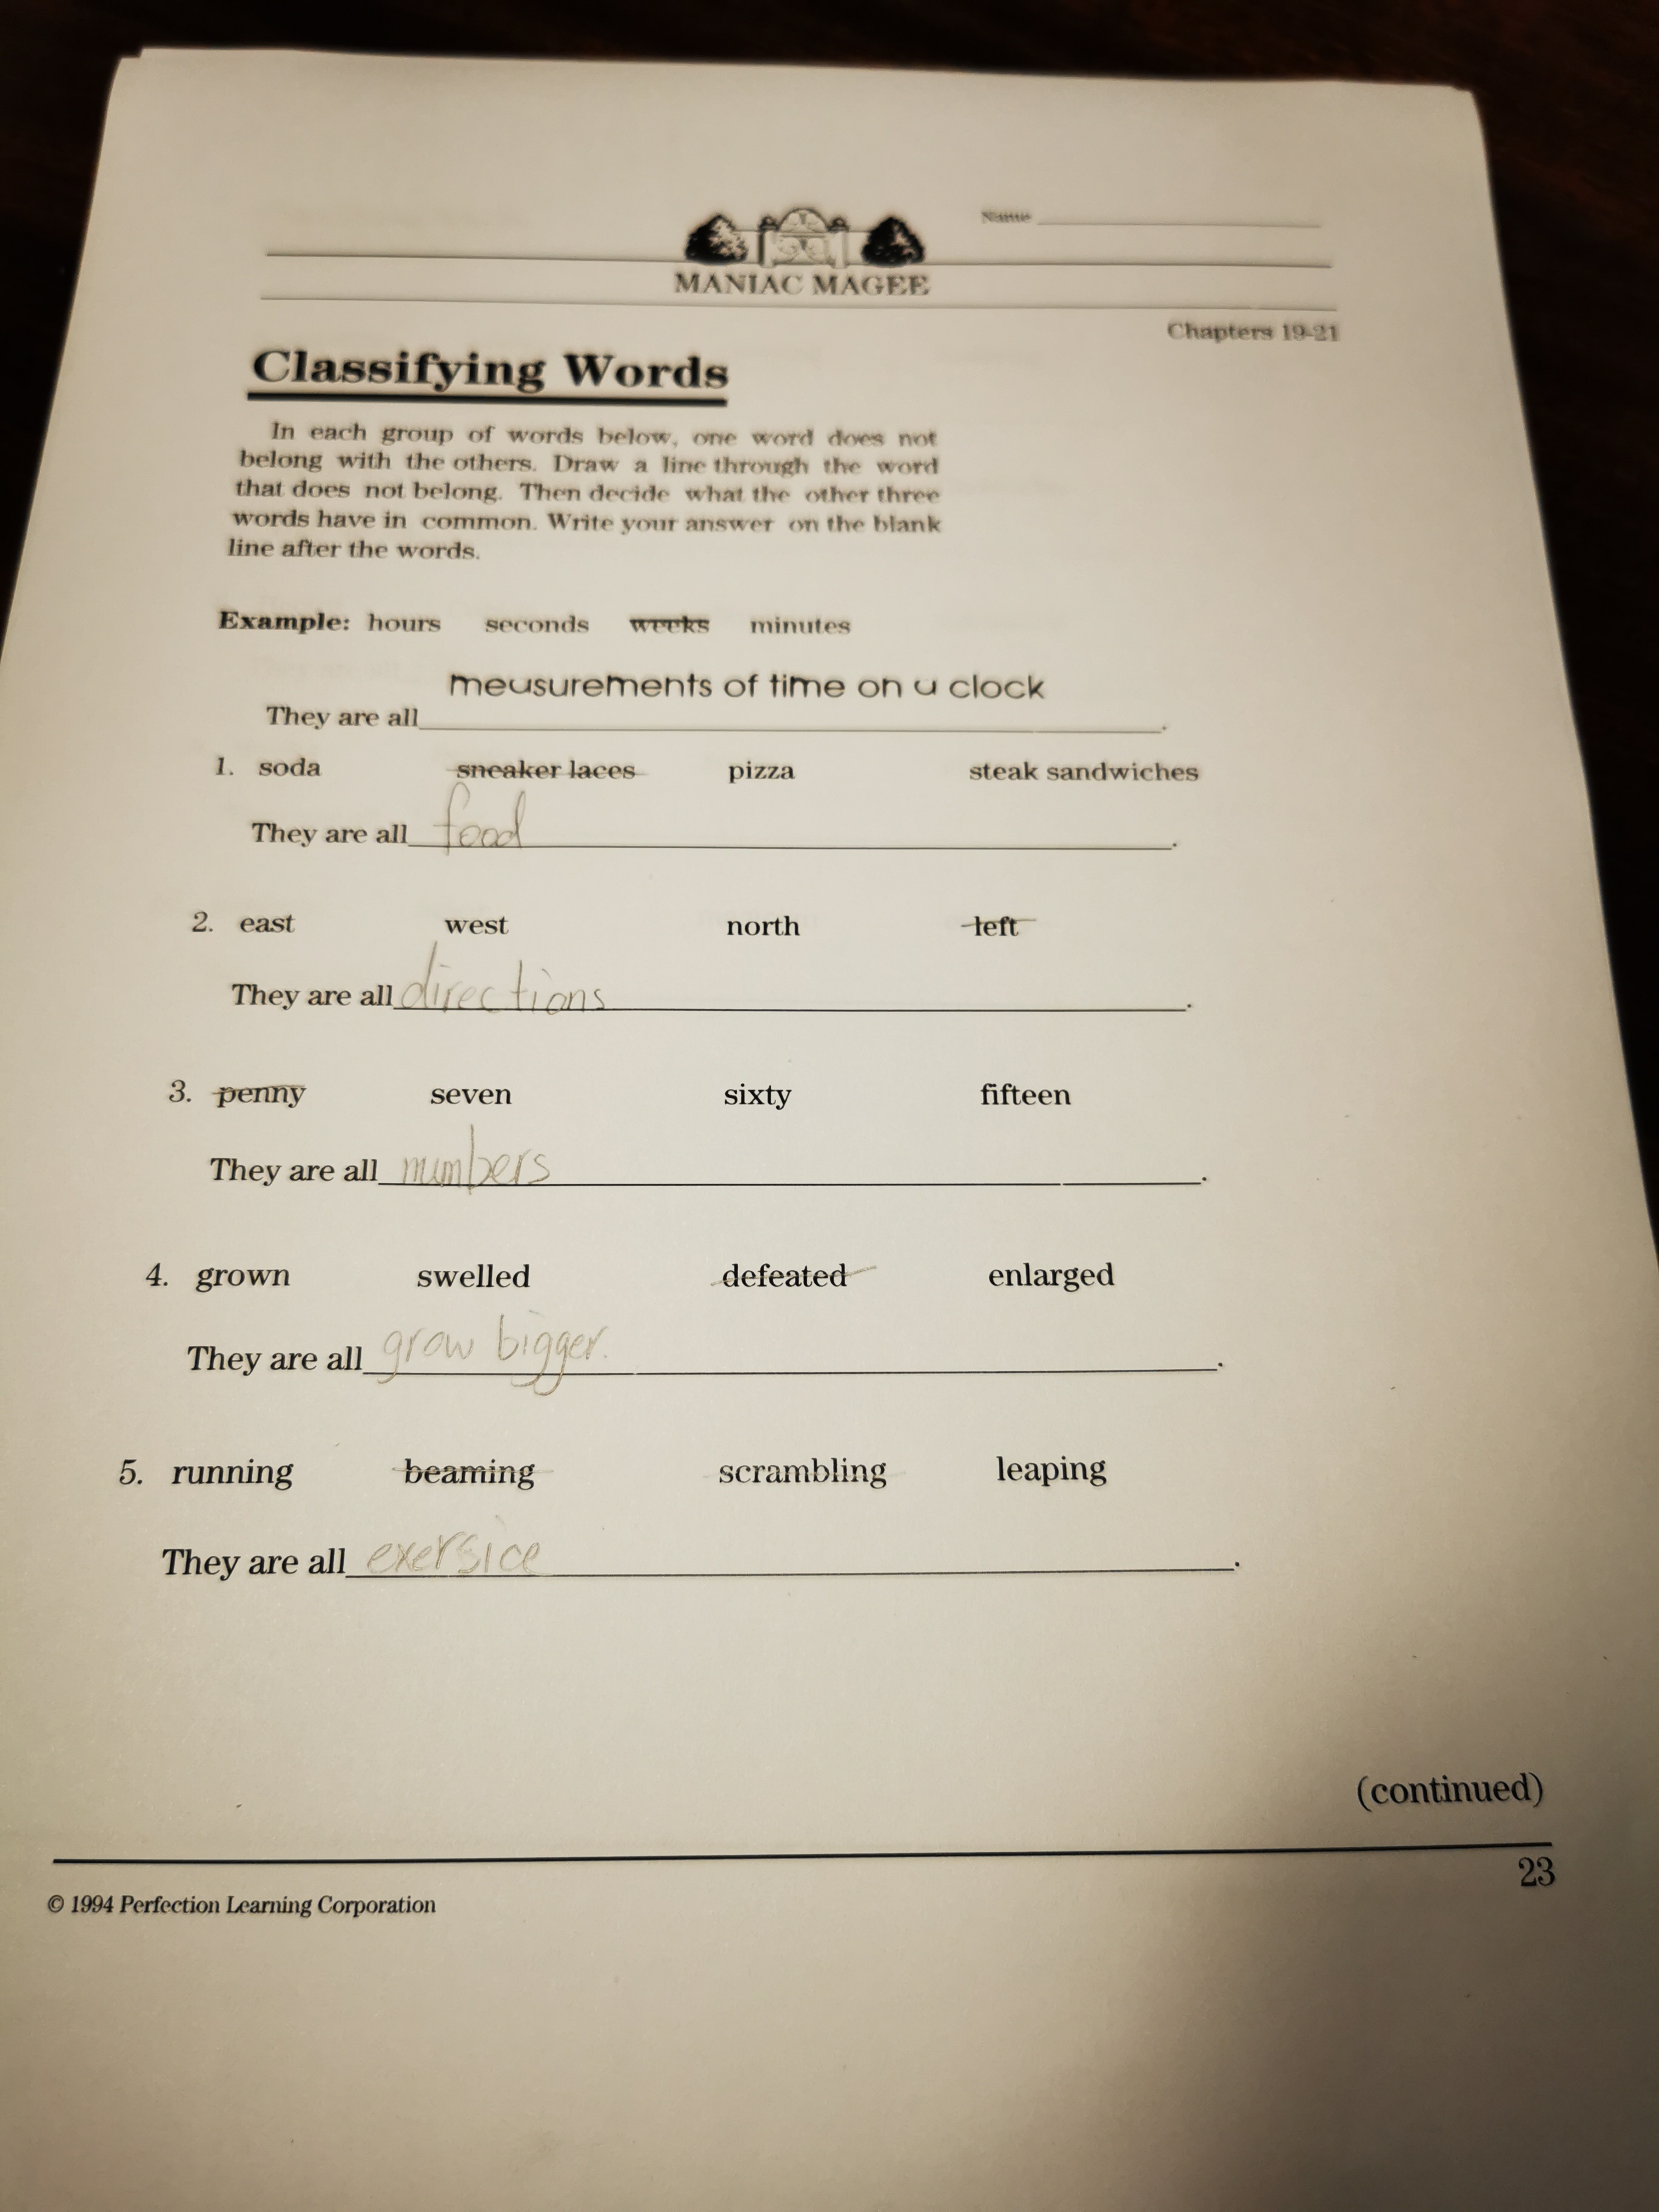 Name
MANIAC MAGEE
Chapters 19-21
Classifying Words
In each group of words below, one word does not
belong with the others. Draw a line through the word
that does not belong. Then decide what the other three
words have in common. Write your answer on the blank
line after the words.
Example: hours seconds weeks minutes
measurements of time on a clock
They are all .
1. soda sneaker laces pizza steak sandwiches
They are all food .
2. east west north left
They are all directions .
3. penny seven sixty fifteen
They are all numbers .
4. grown swelled defeated enlarged
They are all grow bigger. .
5. running beaming scrambling leaping
They are all exersice .
(continued)
23
© 1994 Perfection Learning Corporation